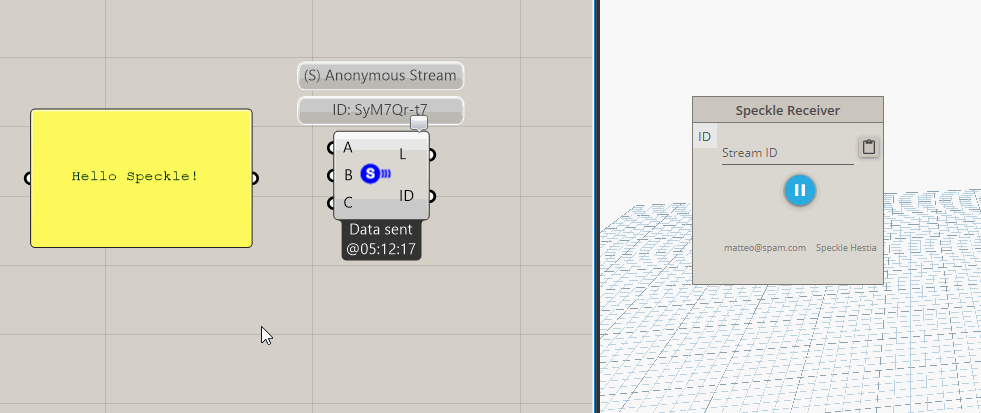 Hello Speckle!
(S) Anonymous Stream
ID: SyM7Qr-t7
A
B
C
S
L
ID
Data sent
@05:12:17
Speckle Receiver
ID
Stream ID
matteo@spam.com Speckle Hestia